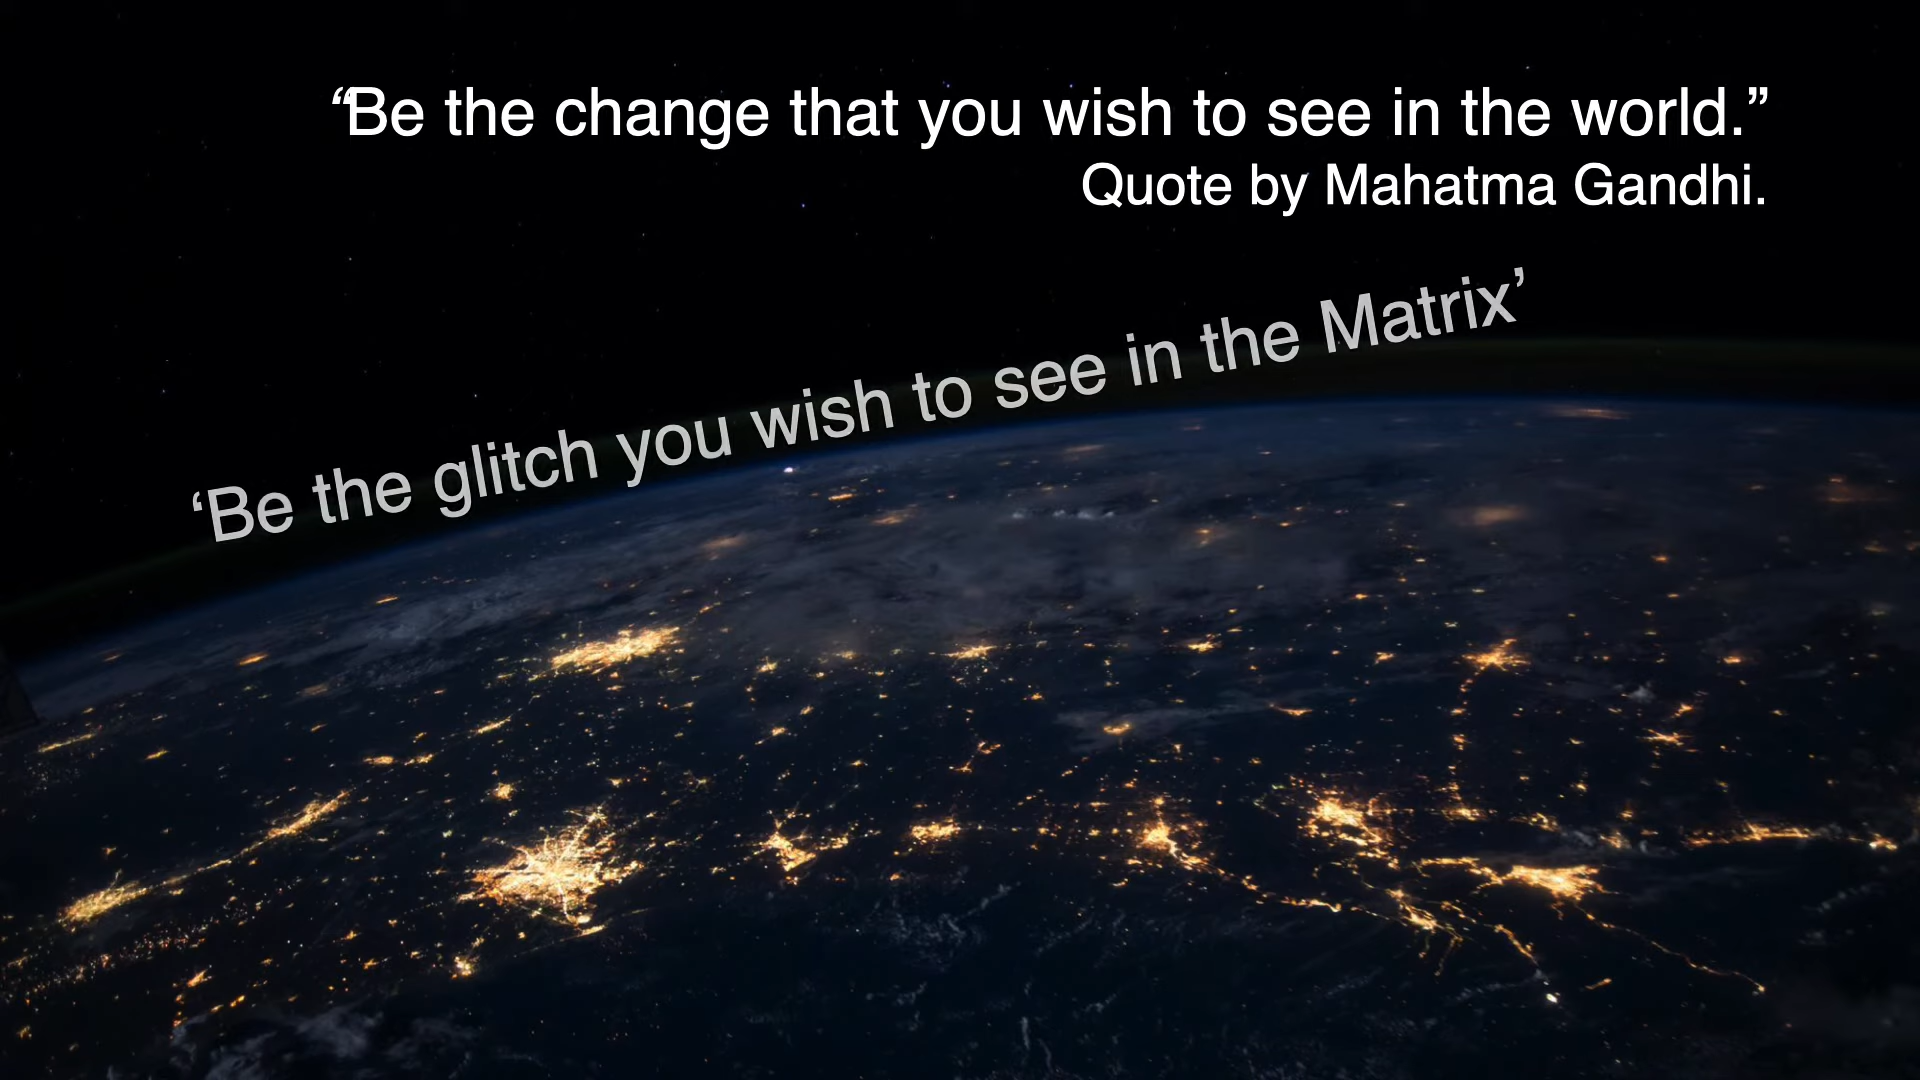 “Be the change that you wish to see in the world.”
Quote by Mahatma Gandhi.
‘Be the glitch you wish to see in the Matrix’